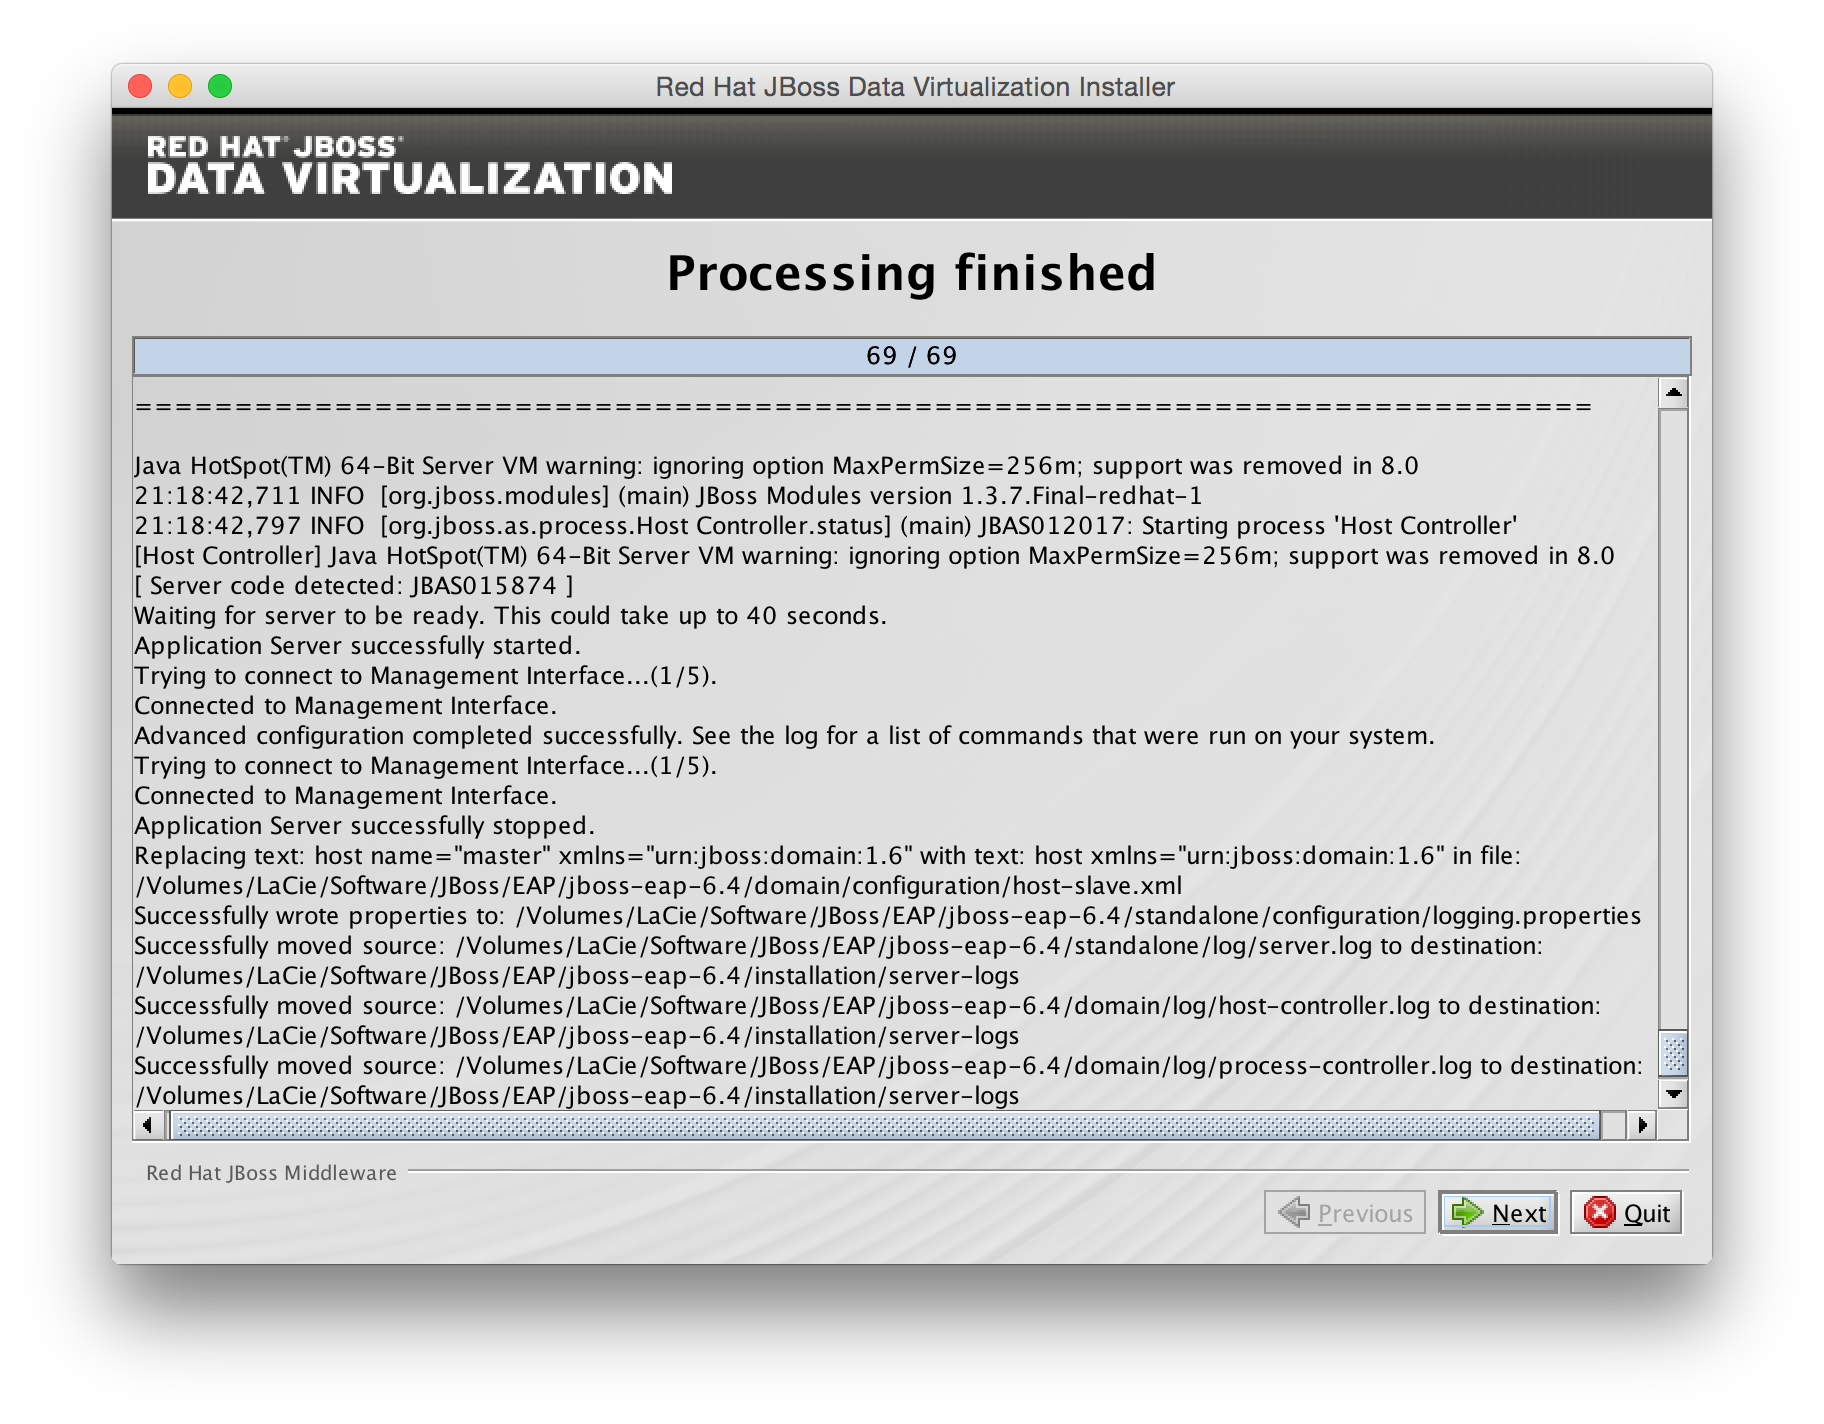 Red Hat JBoss Data Virtualization Installer
RED HAT® JBOSS®
DATA VIRTUALIZATION
Processing finished
69 / 69
=========================================================================
Java HotSpot(TM) 64-Bit Server VM warning: ignoring option MaxPermSize=256m; support was removed in 8.0
21:18:42,711 INFO  [org.jboss.modules] (main) JBoss Modules version 1.3.7.Final-redhat-1
21:18:42,797 INFO  [org.jboss.as.process.Host Controller.status] (main) JBAS012017: Starting process 'Host Controller'
[Host Controller] Java HotSpot(TM) 64-Bit Server VM warning: ignoring option MaxPermSize=256m; support was removed in 8.0
[ Server code detected: JBAS015874 ]
Waiting for server to be ready. This could take up to 40 seconds.
Application Server successfully started.
Trying to connect to Management Interface...(1/5).
Connected to Management Interface.
Advanced configuration completed successfully. See the log for a list of commands that were run on your system.
Trying to connect to Management Interface...(1/5).
Connected to Management Interface.
Application Server successfully stopped.
Replacing text: host name="master" xmlns="urn:jboss:domain:1.6" with text: host xmlns="urn:jboss:domain:1.6" in file:
/Volumes/LaCie/Software/JBoss/EAP/jboss-eap-6.4/domain/configuration/host-slave.xml
Successfully wrote properties to: /Volumes/LaCie/Software/JBoss/EAP/jboss-eap-6.4/standalone/configuration/logging.properties
Successfully moved source: /Volumes/LaCie/Software/JBoss/EAP/jboss-eap-6.4/standalone/log/server.log to destination:
/Volumes/LaCie/Software/JBoss/EAP/jboss-eap-6.4/installation/server-logs
Successfully moved source: /Volumes/LaCie/Software/JBoss/EAP/jboss-eap-6.4/domain/log/host-controller.log to destination:
/Volumes/LaCie/Software/JBoss/EAP/jboss-eap-6.4/installation/server-logs
Successfully moved source: /Volumes/LaCie/Software/JBoss/EAP/jboss-eap-6.4/domain/log/process-controller.log to destination:
/Volumes/LaCie/Software/JBoss/EAP/jboss-eap-6.4/installation/server-logs
Red Hat JBoss Middleware
Previous
Next
Quit